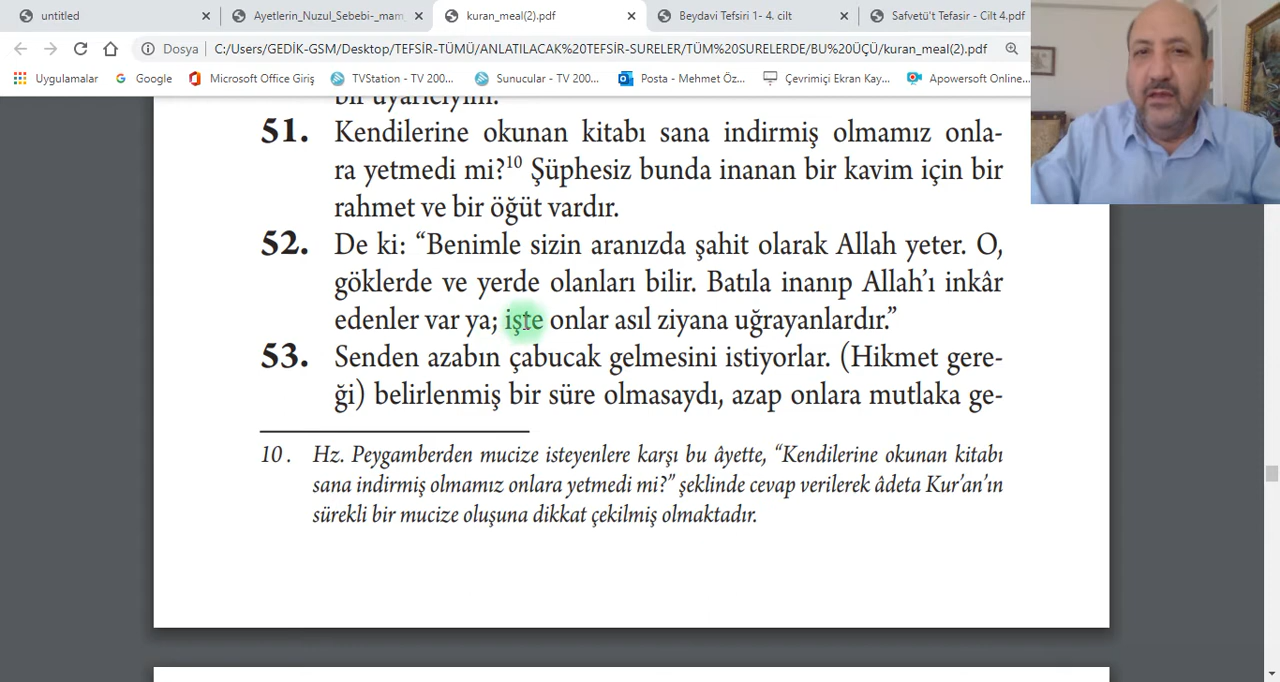 untitled
Ayetlerin_Nuzul_Sebebi-_mam
kuran_meal(2).pdf
Beydavi Tefsiri 1- 4. cilt
Safvetü't Tefasir - Cilt 4.pdf
Dosya | C:/Users/GEDİK-GSM/Desktop/TEFSİR-TÜMÜ/ANLATILACAK%20TEFSİR-SURELER/TÜM%20SURELERDE/BU%20ÜÇÜ/kuran_meal(2).pdf
Uygulamalar
Google
Microsoft Office Giriş
TVStation - TV 200...
Sunucular - TV 200...
Posta - Mehmet Öz...
Çevrimiçi Ekran Kay...
Apowersoft Online...
bir uyarıcıyım."
51. Kendilerine okunan kitabı sana indirmiş olmamız onla-
ra yetmedi mi?10 Şüphesiz bunda inanan bir kavim için bir
rahmet ve bir öğüt vardır.
52. De ki: “Benimle sizin aranızda şahit olarak Allah yeter. O,
göklerde ve yerde olanları bilir. Batıla inanıp Allah’ı inkâr
edenler var ya; işte onlar asıl ziyana uğrayanlardır.”
53. Senden azabın çabucak gelmesini istiyorlar. (Hikmet gere-
ği) belirlenmiş bir süre olmasaydı, azap onlara mutlaka ge-
10. Hz. Peygamberden mucize isteyenlere karşı bu âyette, “Kendilerine okunan kitabı
sana indirmiş olmamız onlara yetmedi mi?” şeklinde cevap verilerek âdeta Kur’an’ın
sürekli bir mucize oluşuna dikkat çekilmiş olmaktadır.